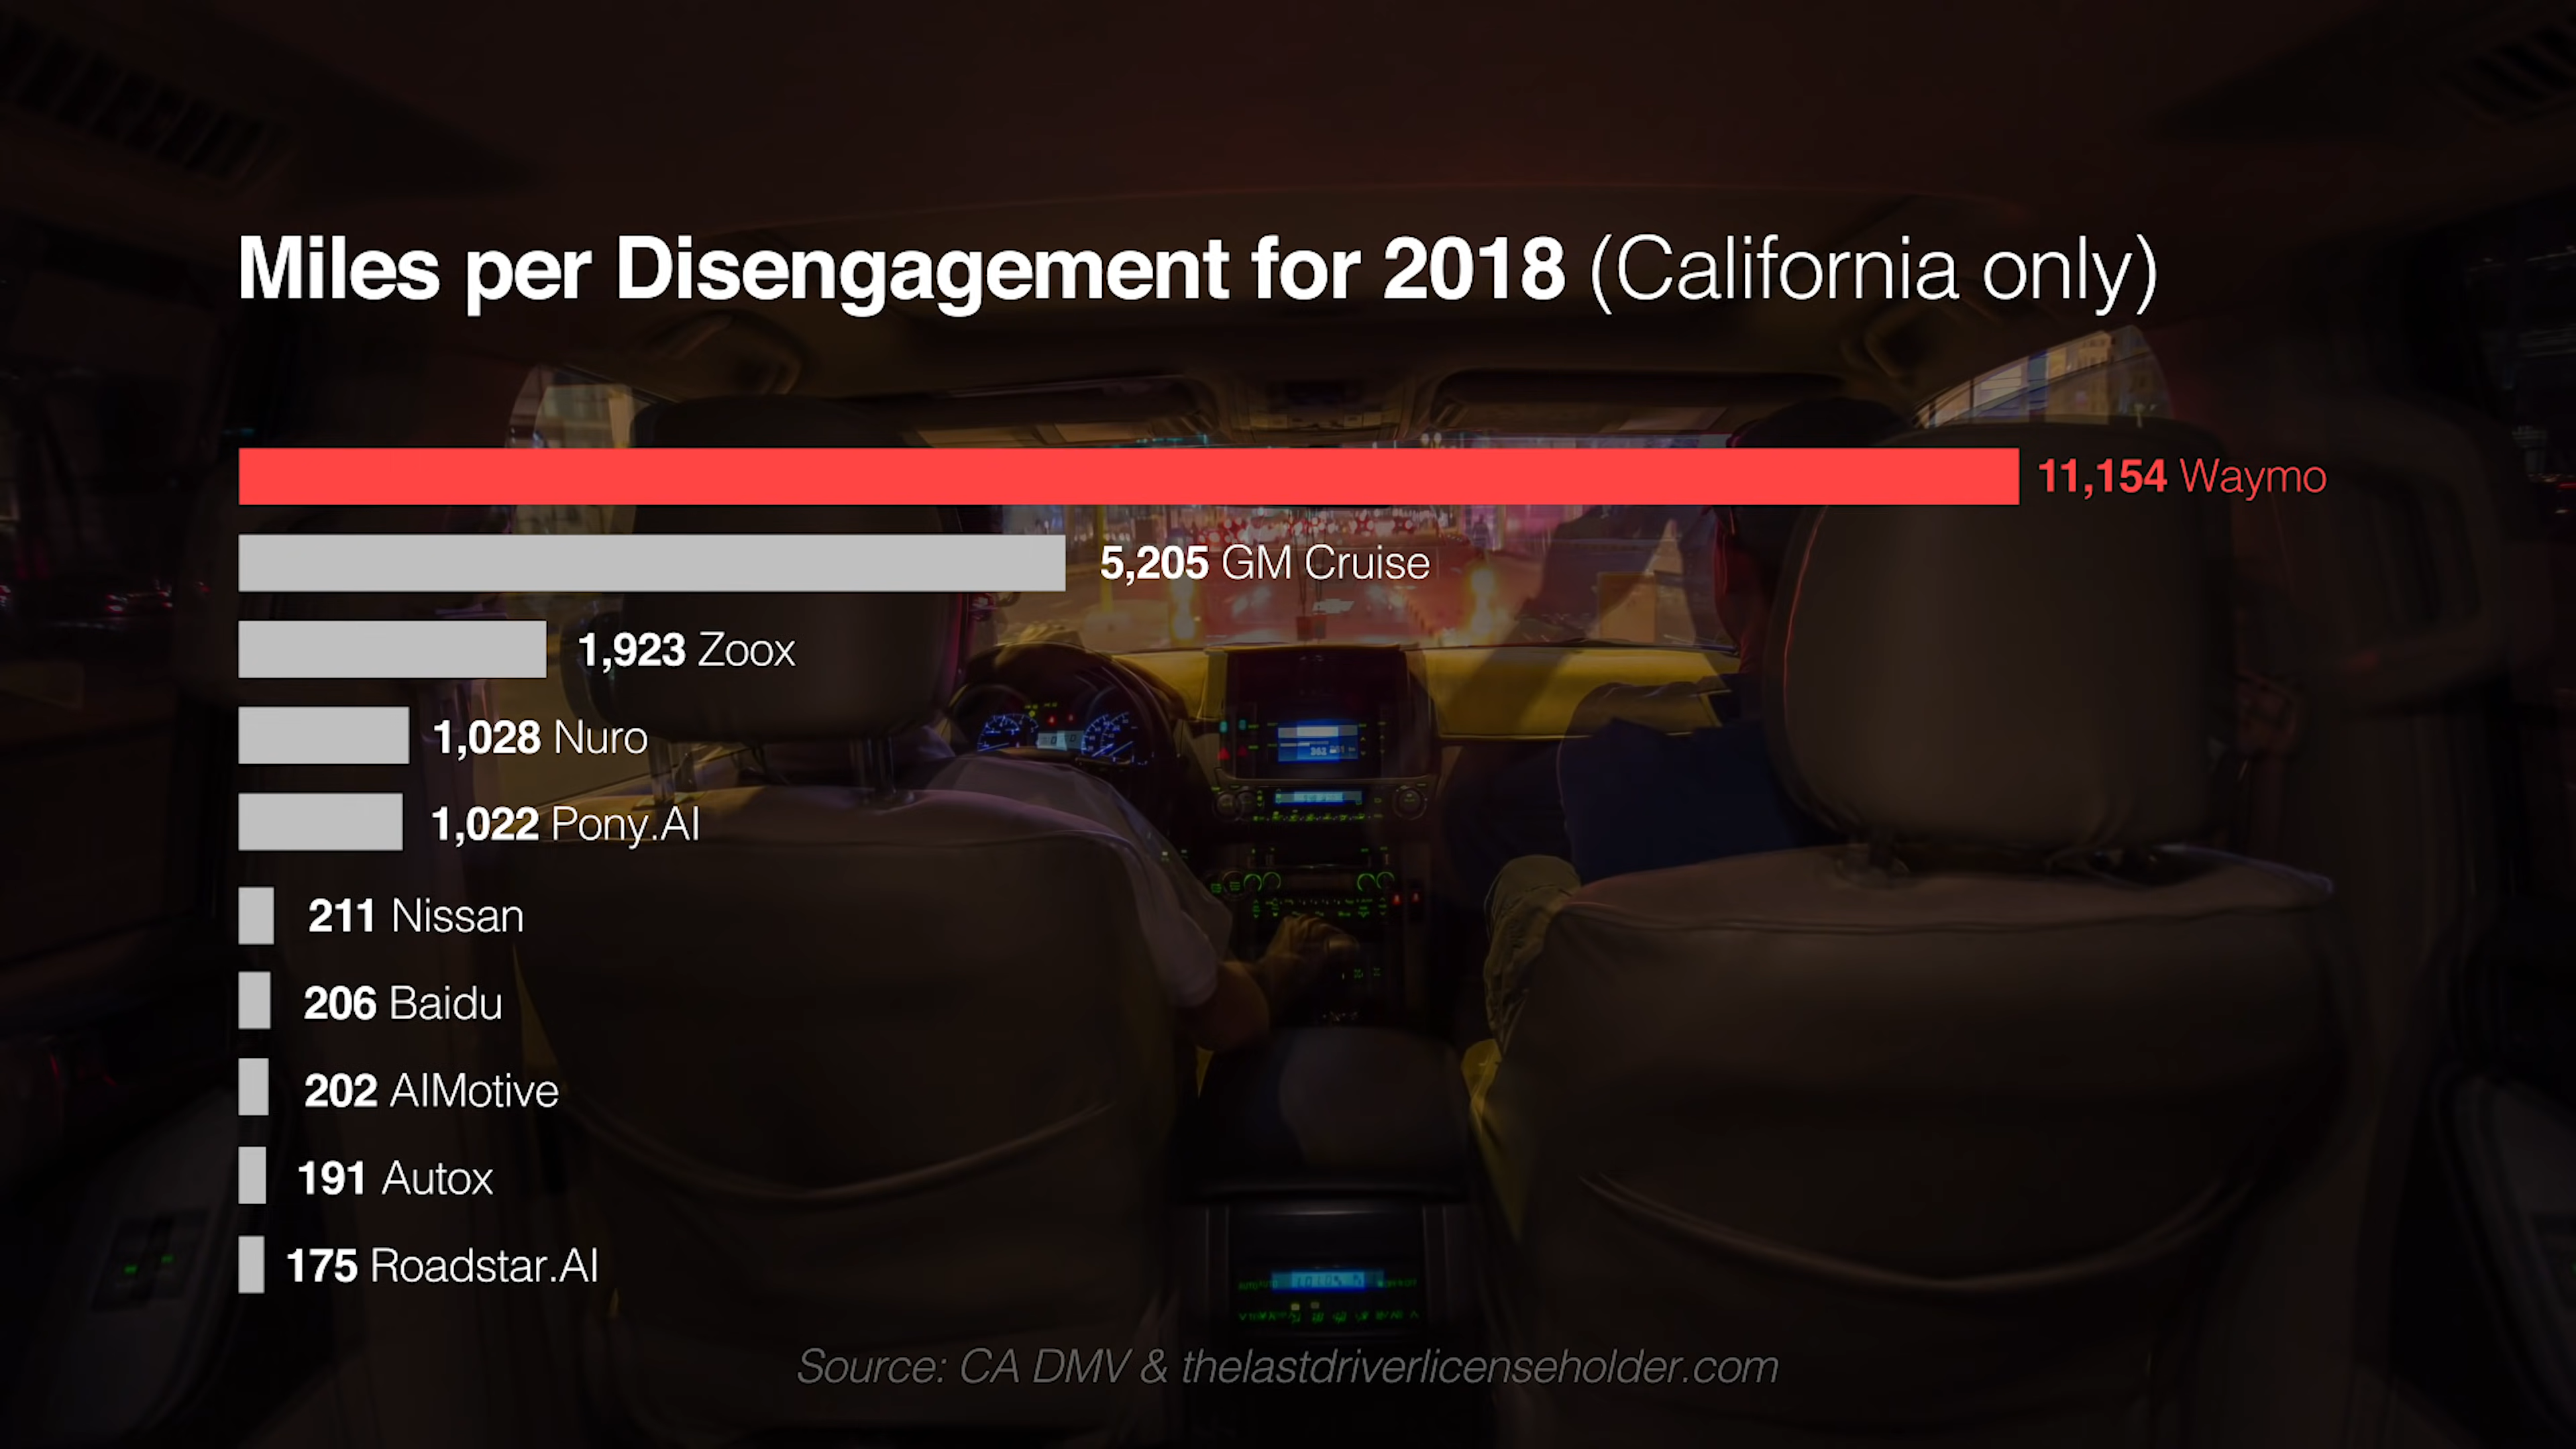 Miles per Disengagement for 2018 (California only)
11,154 Waymo
5,205 GM Cruise
1,923 Zoox
1,028 Nuro
1,022 Pony.AI
211 Nissan
206 Baidu
202 AIMotive
191 Autox
175 Roadstar.AI
Source: CA DMV & thelastdriverlicenseholder.com